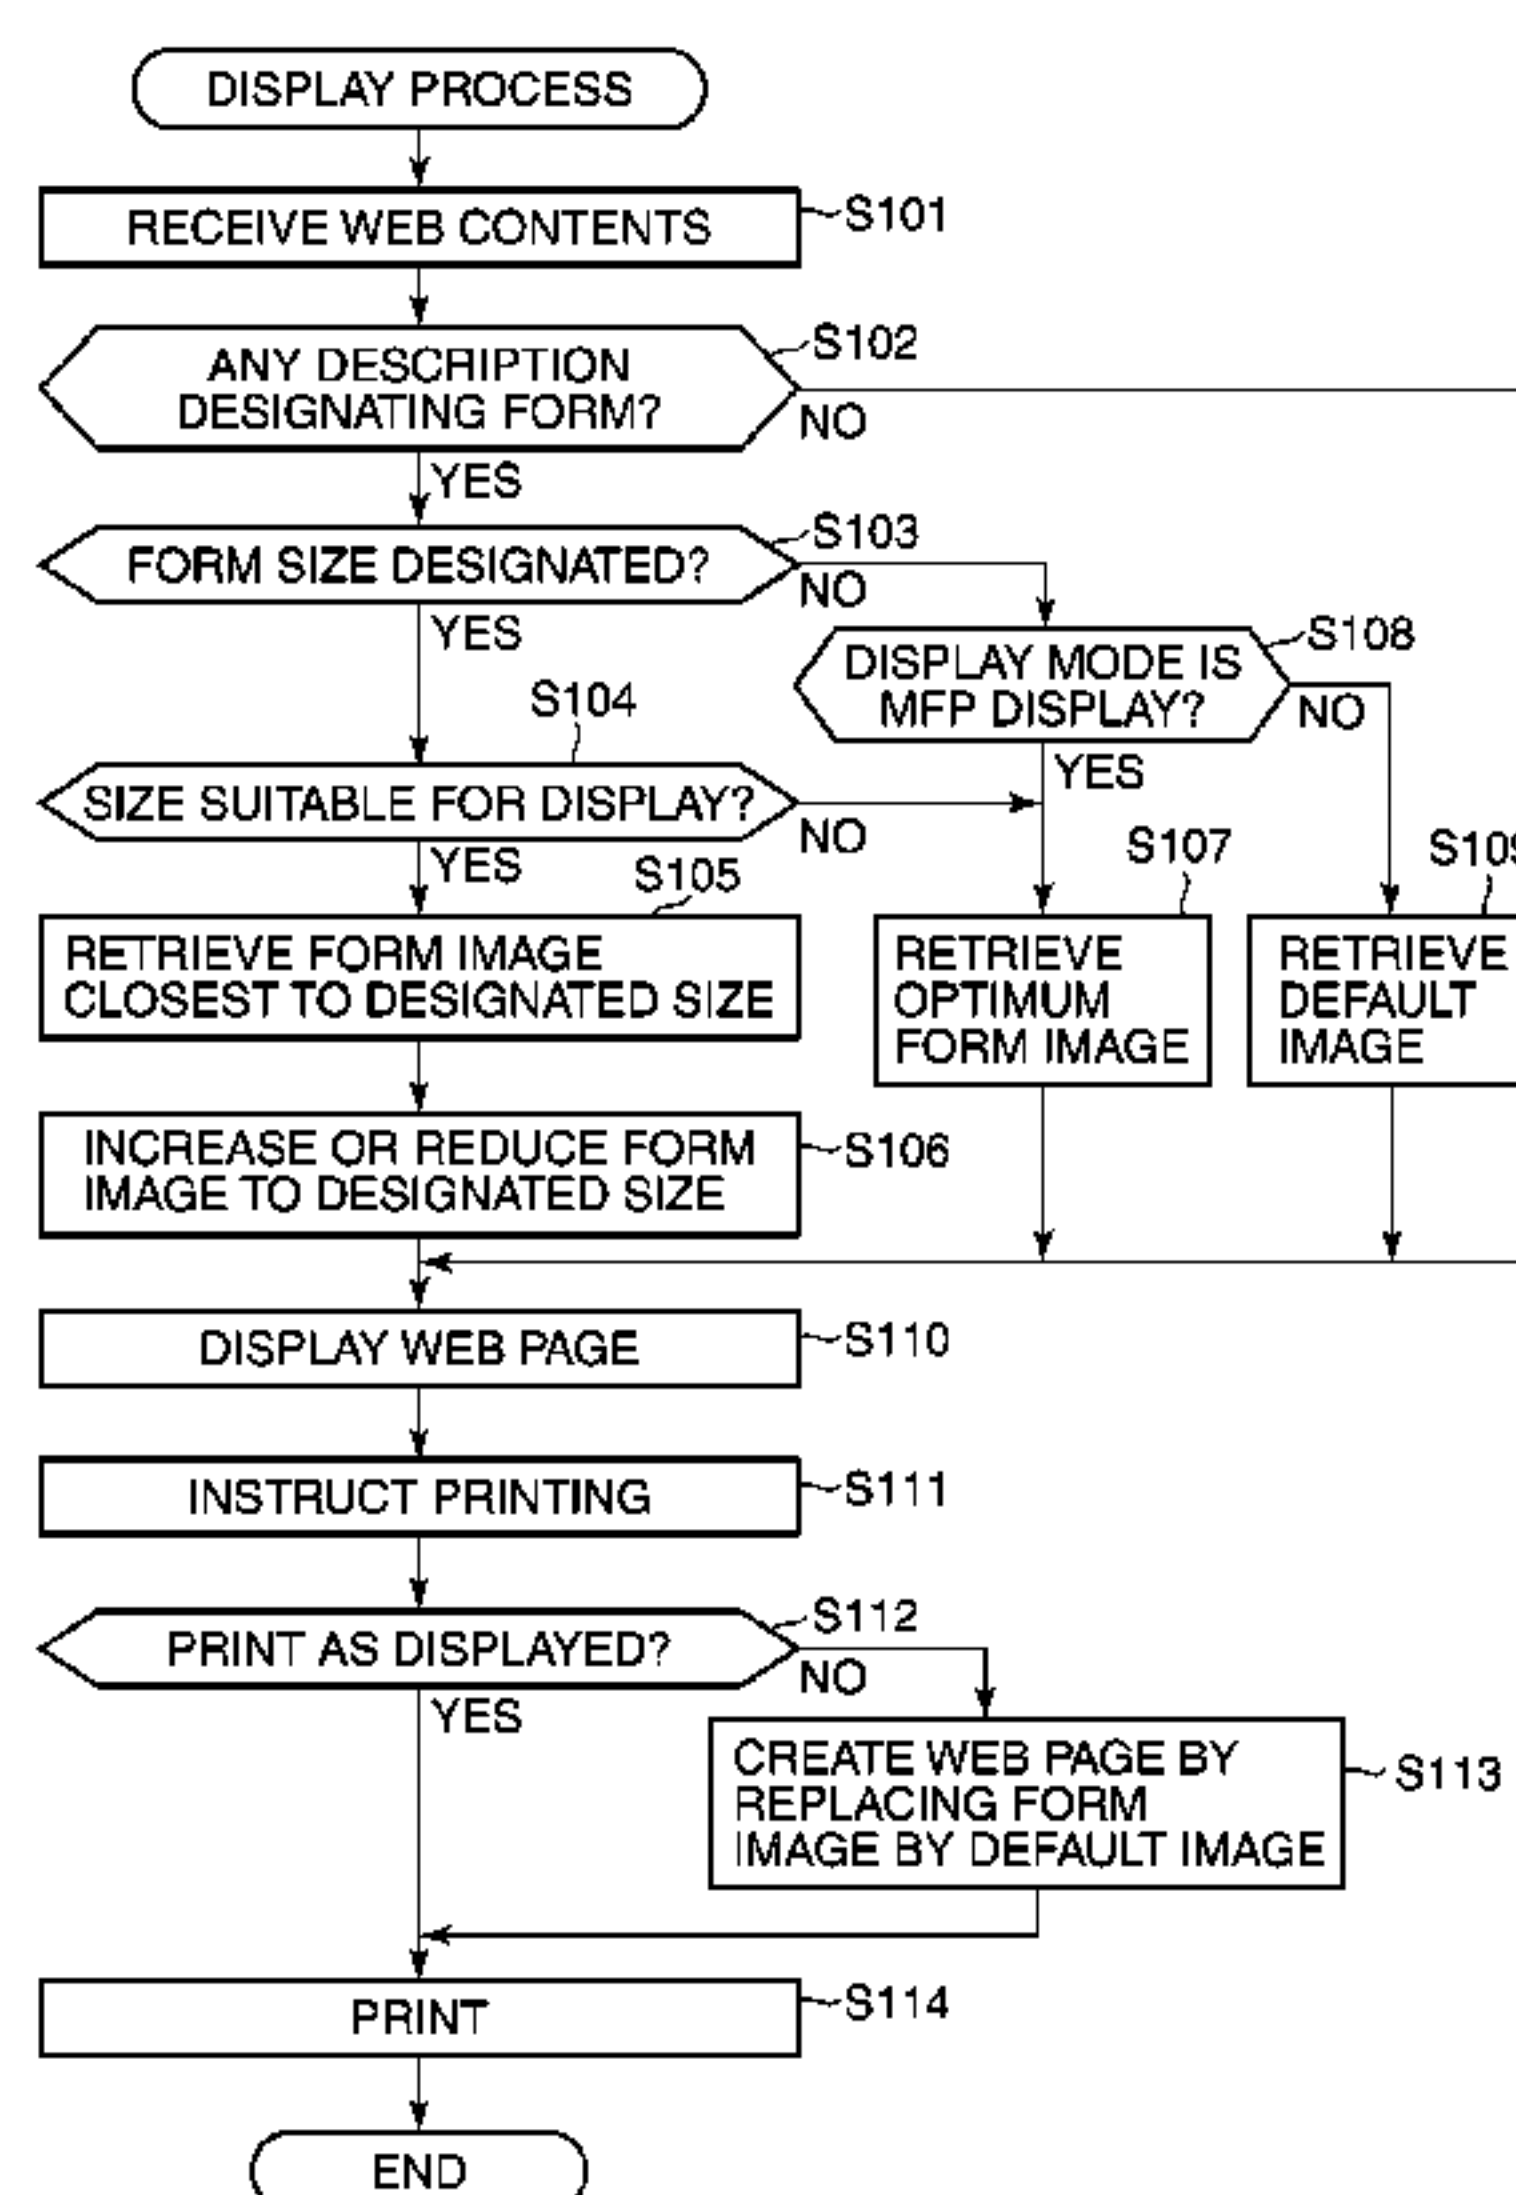 DISPLAY PROCESS
RECEIVE WEB CONTENTS
S101
ANY DESCRIPTION
DESIGNATING FORM?
S102
NO
YES
FORM SIZE DESIGNATED?
S103
NO
YES
DISPLAY MODE IS
MFP DISPLAY?
S108
NO
YES
S104
SIZE SUITABLE FOR DISPLAY?
NO
YES
S105
RETRIEVE FORM IMAGE
CLOSEST TO DESIGNATED SIZE
S107
RETRIEVE
OPTIMUM
FORM IMAGE
S109
RETRIEVE
DEFAULT
IMAGE
INCREASE OR REDUCE FORM
IMAGE TO DESIGNATED SIZE
S106
DISPLAY WEB PAGE
S110
INSTRUCT PRINTING
S111
PRINT AS DISPLAYED?
S112
NO
YES
CREATE WEB PAGE BY
REPLACING FORM
IMAGE BY DEFAULT IMAGE
S113
PRINT
S114
END